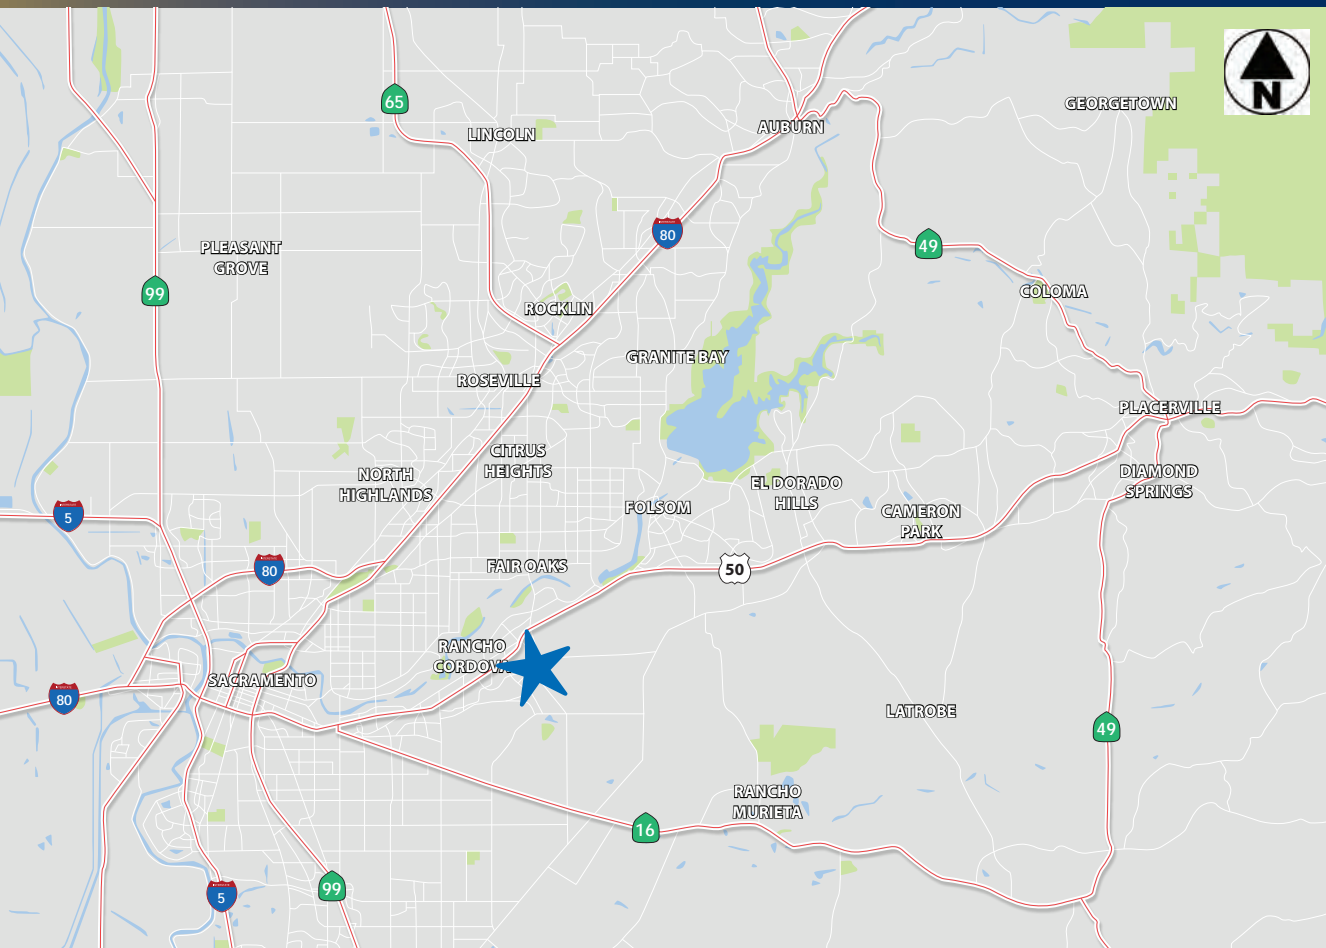 N
GEORGETOWN
65
AUBURN
LINCOLN
80
49
PLEASANT
GROVE
99
COLOMA
ROCKLIN
GRANITE BAY
ROSEVILLE
PLACERVILLE
CITRUS
HEIGHTS
NORTH
HIGHLANDS
DIAMOND
SPRINGS
EL DORADO
HILLS
FOLSOM
CAMERON
PARK
5
80
FAIR OAKS
50
RANCHO
CORDOVA
SACRAMENTO
80
LATROBE
49
RANCHO
MURIETA
16
5
99